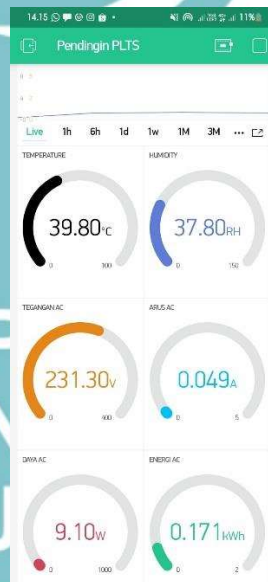 14.15
11%
Pendingin PLTS
Live 1h 6h 1d 1w 1M 3M ...
TEMPERATURE HUMIDITY
39.80°C 37.80RH
0 100 0 150
TEGANGAN AC ARUS AC
231.30V 0.049A
0 400 0 5
DAYA AC ENERGI AC
9.10W 0.171kWh
0 1000 0 2